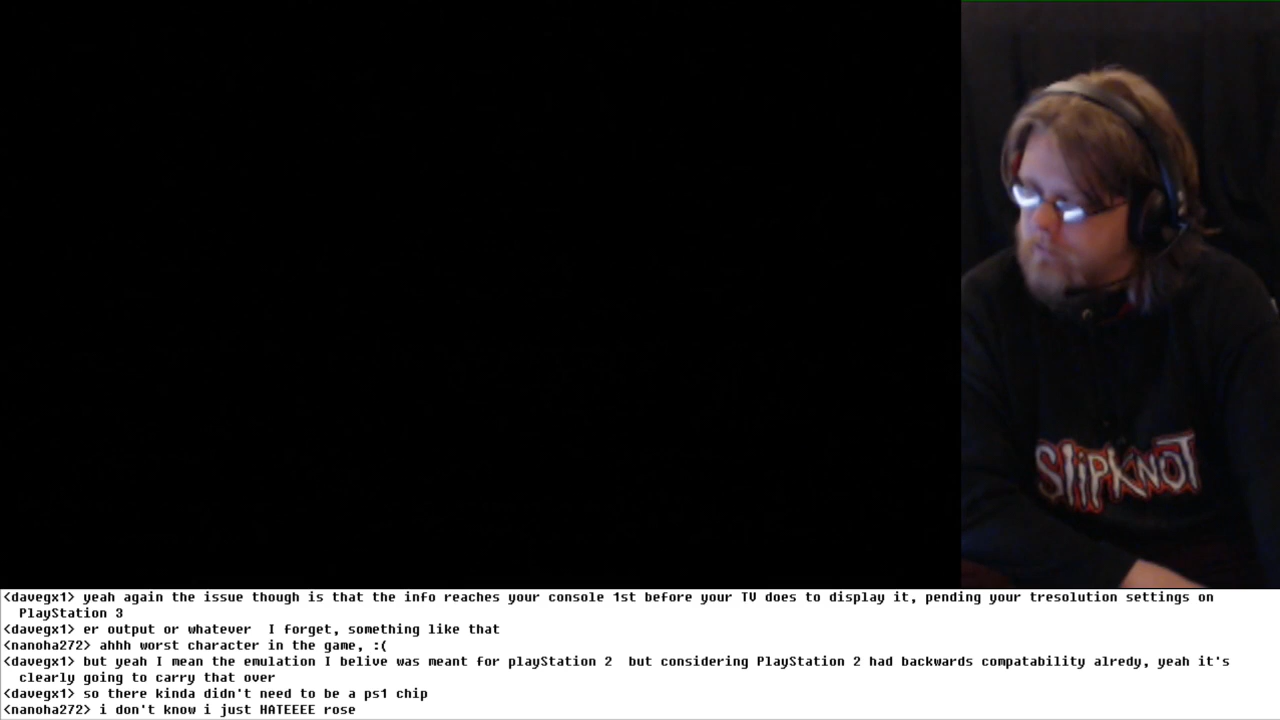 SLIPKNOT
<davegx1> yeah again the issue though is that the info reaches your console 1st before your TV does to display it, pending your tresolution settings on
PlayStation 3
<davegx1> er output or whatever  I forget, something like that
<nanoha272> ahhh worst character in the game, :(
<davegx1> but yeah I mean the emulation I belive was meant for playStation 2  but considering PlayStation 2 had backwards compatability alredy, yeah it's
clearly going to carry that over
<davegx1> so there kinda didn't need to be a ps1 chip
<nanoha272> i don't know i just HATEEEE rose